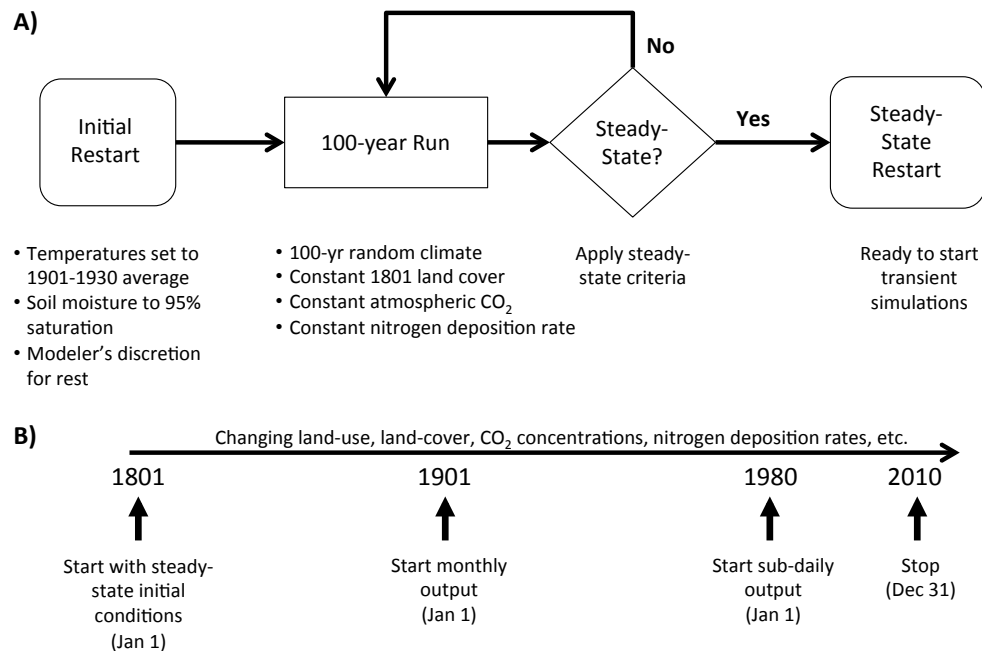 A)
No
Initial
Restart
100-year Run
Steady-
State?
Yes
Steady-
State
Restart
• Temperatures set to
1901-1930 average
• Soil moisture to 95%
saturation
• Modeler's discretion
for rest
• 100-yr random climate
• Constant 1801 land cover
• Constant atmospheric CO₂
• Constant nitrogen deposition rate
Apply steady-
state criteria
Ready to start
transient
simulations
B)
Changing land-use, land-cover, CO₂ concentrations, nitrogen deposition rates, etc.
1801
1901
1980
2010
Start with steady-
state initial
conditions
(Jan 1)
Start monthly
output
(Jan 1)
Start sub-daily
output
(Jan 1)
Stop
(Dec 31)